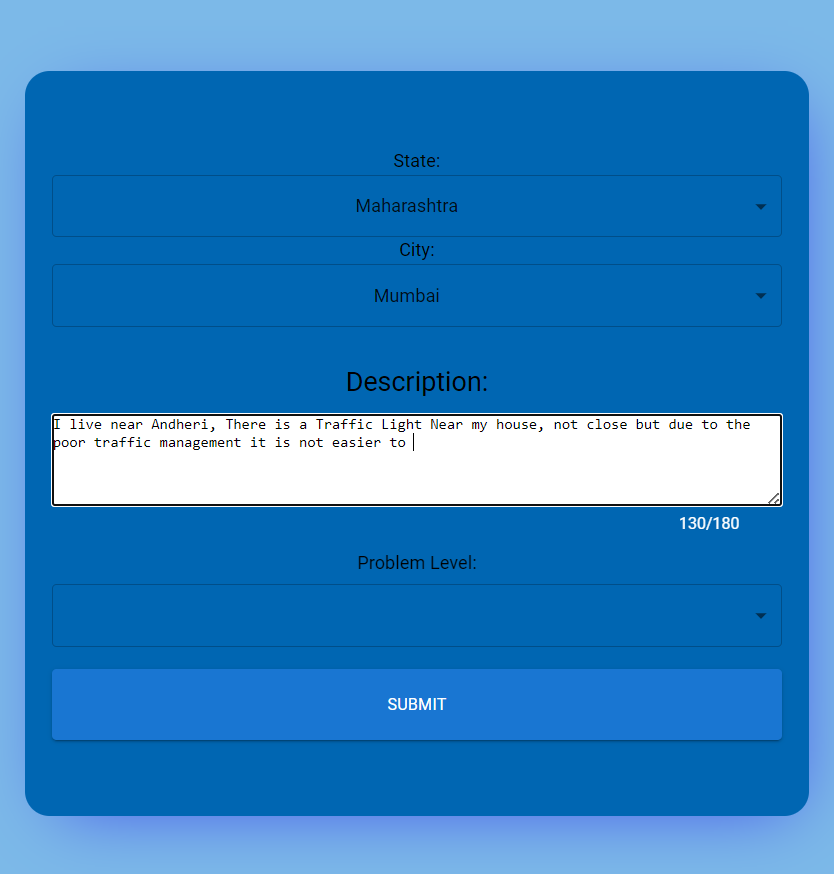 State:
Maharashtra
City:
Mumbai
Description:
I live near Andheri, There is a Traffic Light Near my house, not close but due to the
poor traffic management it is not easier to
130/180
Problem Level:
SUBMIT